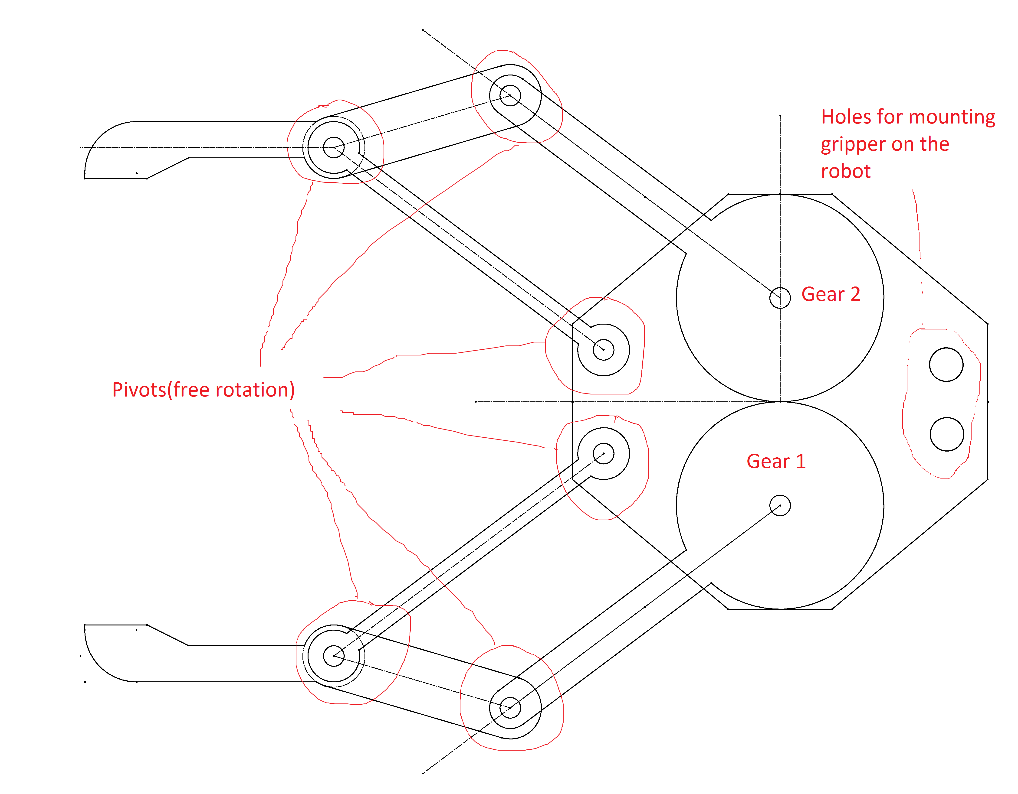 Holes for mounting
gripper on the
robot
Gear 2
Pivots(free rotation)
Gear 1